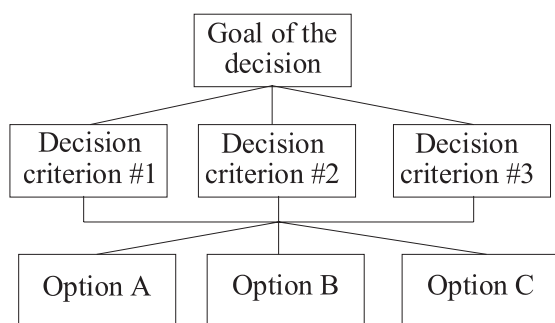 Goal of the
decision
Decision
criterion #1
Decision
criterion #2
Decision
criterion #3
Option A
Option B
Option C